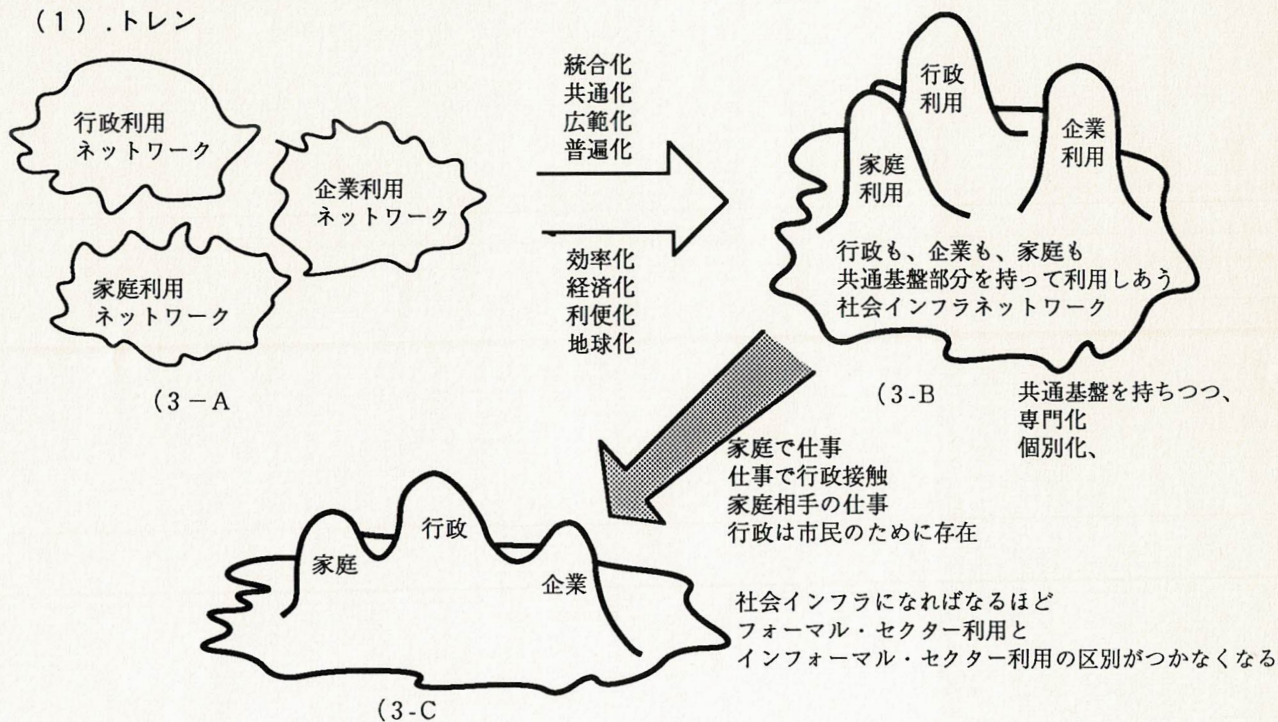 (1).トレン
行政利用
ネットワーク
企業利用
ネットワーク
家庭利用
ネットワーク
(3-A
統合化
共通化
広範化
普遍化
効率化
経済化
利便化
地球化
行政
利用
企業
利用
家庭
利用
行政も、企業も、家庭も
共通基盤部分を持って利用しあう
社会インフラネットワーク
(3-B
共通基盤を持ちつつ、
専門化
個別化、
家庭で仕事
仕事で行政接触
家庭相手の仕事
行政は市民のために存在
家庭
行政
企業
(3-C
社会インフラになればなるほど
フォーマル・セクター利用と
インフォーマル・セクター利用の区別がつかなくなる